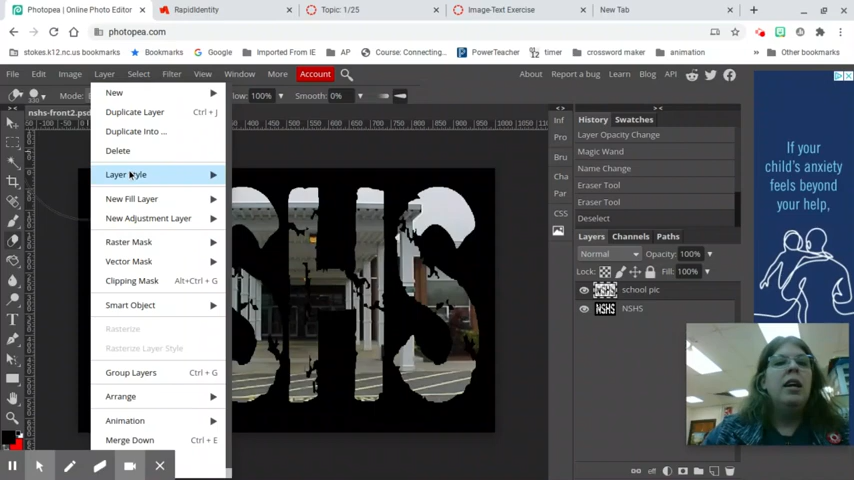 Photopea | Online Photo Editor
RapidIdentity
Topic: 1/25
Image-Text Exercise
New Tab
photopea.com
stokes.k12.nc.us bookmarks
Bookmarks
Google
Imported From IE
AP
Course: C/C++/Ja...
PowerTeacher
timer
crossword maker
animation
Other bookmarks
File Edit Image Layer Select Filter View Window More Account
About Report a bug Learn Blog API
Mode:
low: 100% Smooth: 0%
nshs-front2.psd
New
Duplicate Layer Ctrl + J
Duplicate Into ...
Delete
Layer Style
New Fill Layer
New Adjustment Layer
Raster Mask
Vector Mask
Clipping Mask Alt+Ctrl + G
Smart Object
Rasterize
Rasterize Layer Style
Group Layers Ctrl + G
Arrange
Animation
Merge Down Ctrl + E
Inf
Pro
Bru
Cha
Par
CSS
History Swatches
Layer Opacity Change
Magic Wand
Name Change
Eraser Tool
Eraser Tool
Deselect
Layers Channels Paths
Normal Opacity: 100%
Lock: Fill: 100%
NSHS school pic
NSHS NSHS
If your
child's anxiety
feels beyond
your help,